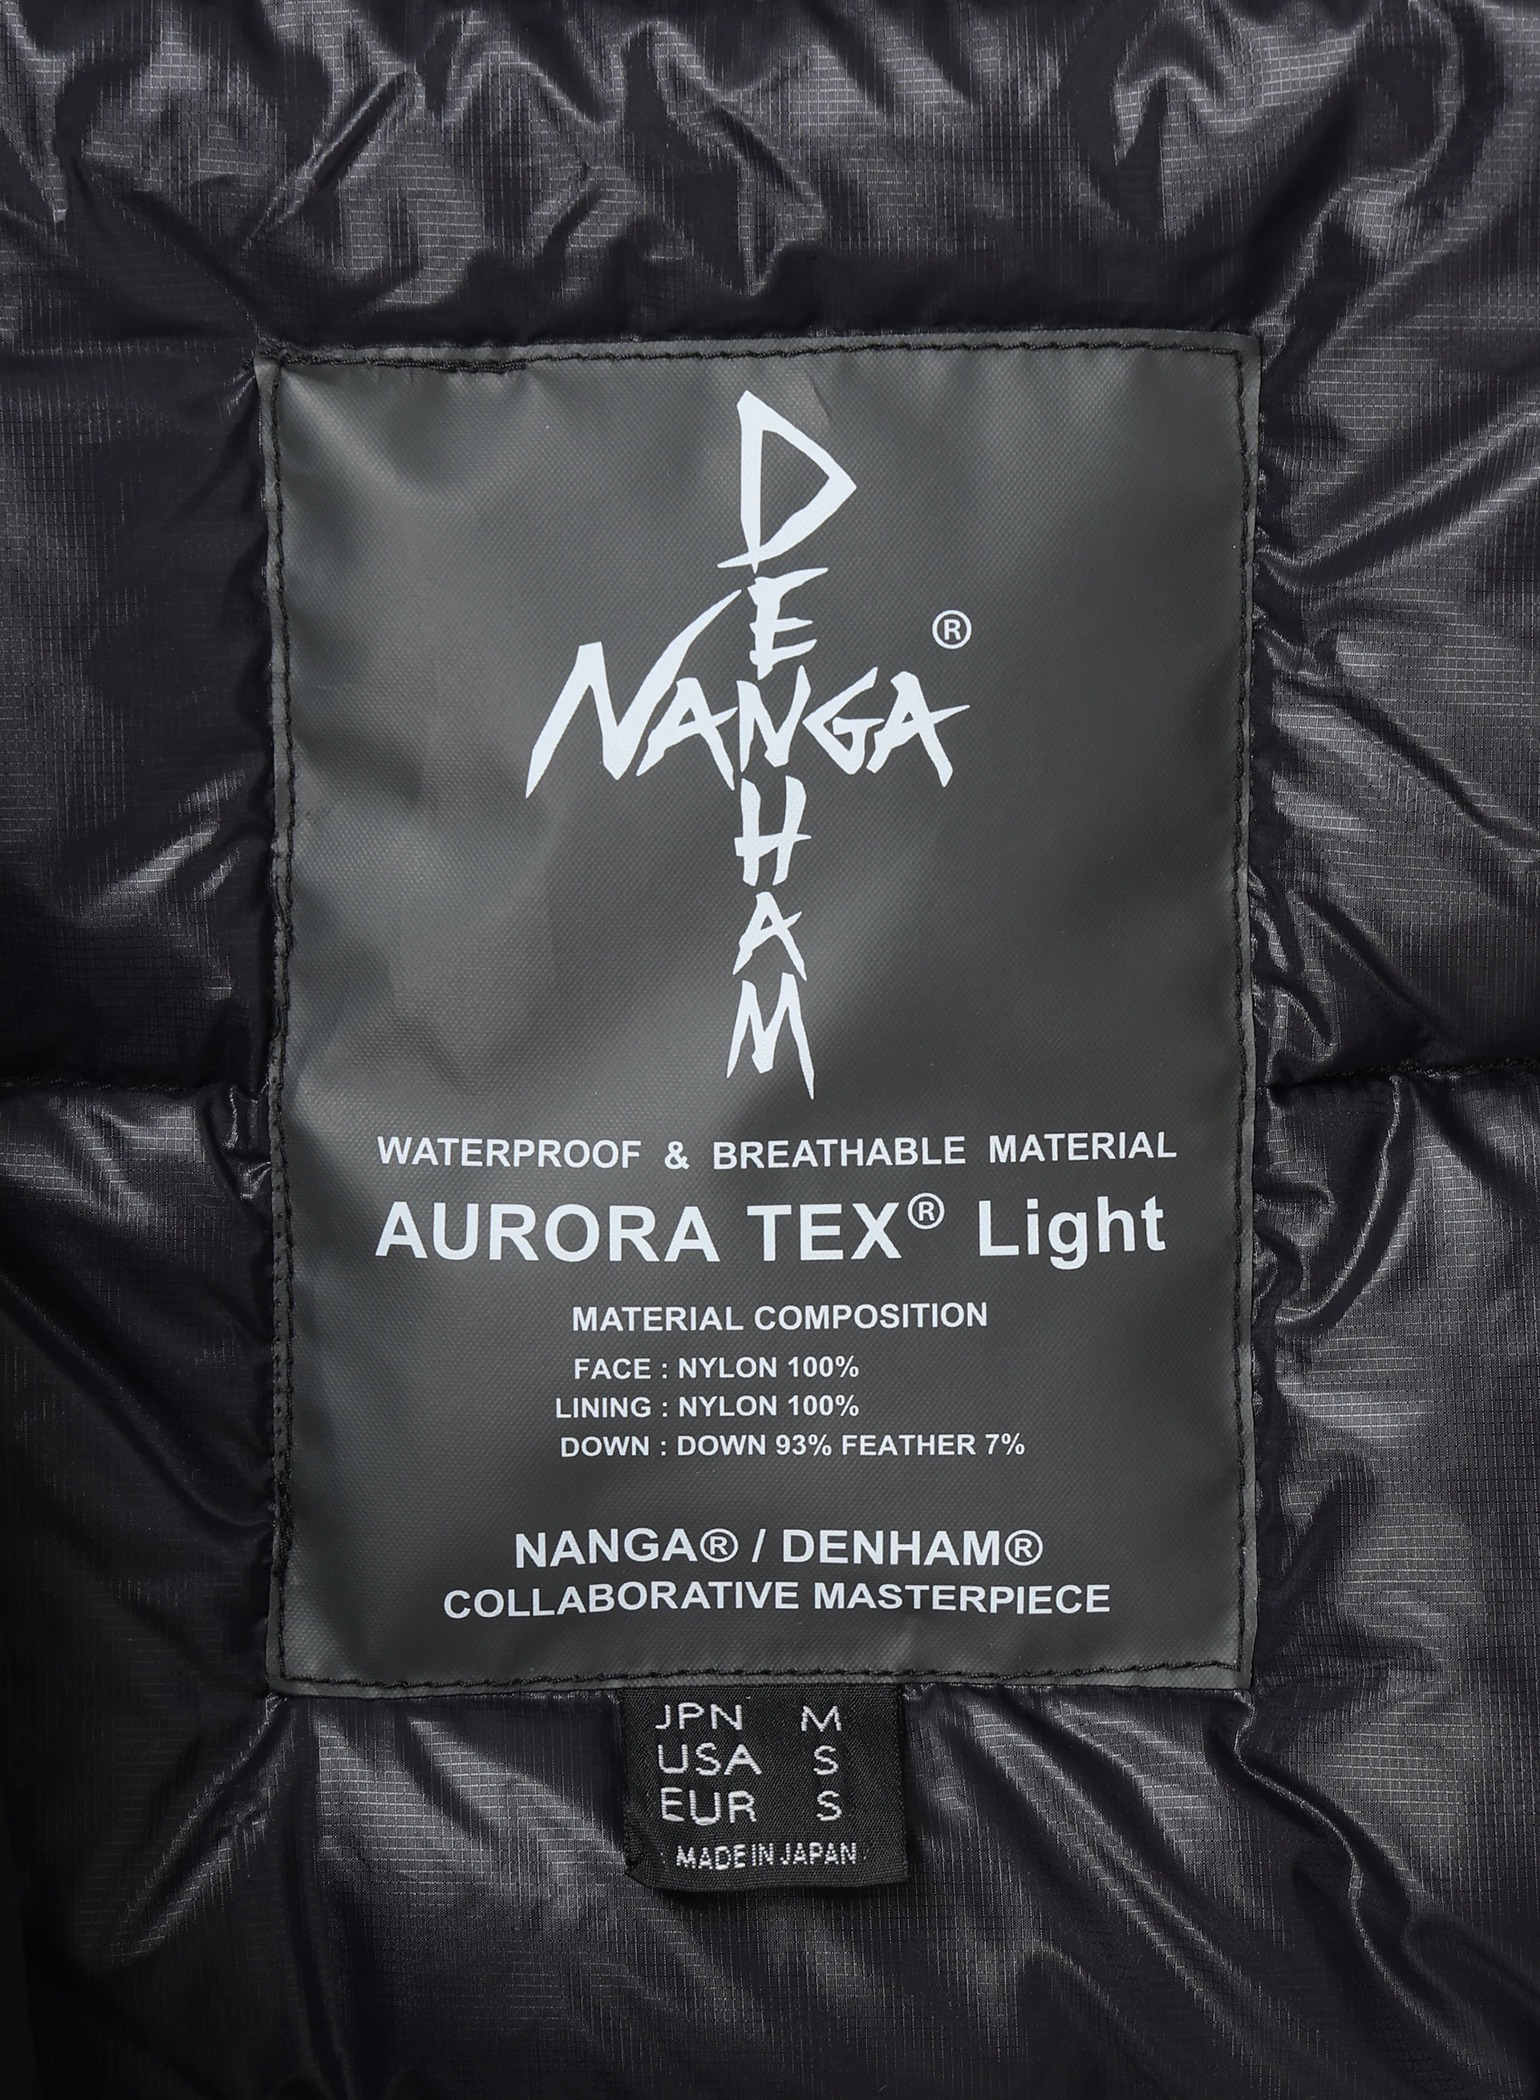 DENHAM
NANGA®
WATERPROOF & BREATHABLE MATERIAL
AURORA TEX® Light
MATERIAL COMPOSITION
FACE : NYLON 100%
LINING : NYLON 100%
DOWN : DOWN 93% FEATHER 7%
NANGA® / DENHAM®
COLLABORATIVE MASTERPIECE
JPN M
USA S
EUR S
MADE IN JAPAN